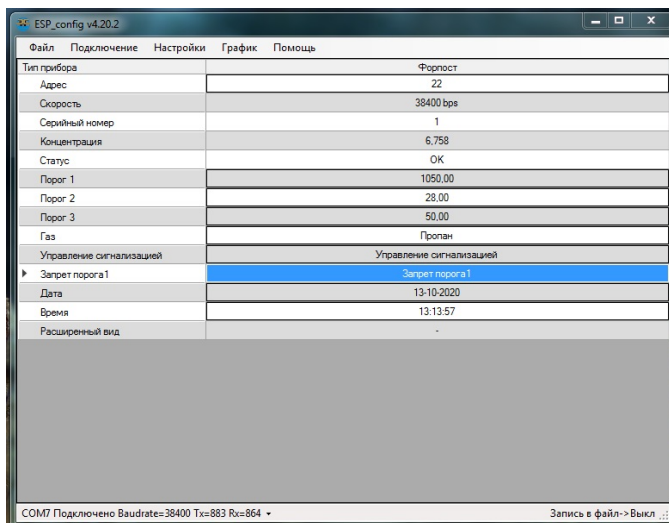 ESP_config v4.20.2
Файл Подключение Настройки График Помощь
Тип прибора Форпост
Адрес 22
Скорость 38400 bps
Серийный номер 1
Концентрация 6,758
Статус OK
Порог 1 1050,00
Порог 2 28,00
Порог 3 50,00
Газ Пропан
Управление сигнализацией Управление сигнализацией
Запрет порога1 Запрет порога1
Дата 13-10-2020
Время 13:13:57
Расширенный вид -
COM7 Подключено Baudrate=38400 Tx=883 Rx=864 Запись в файл->Выкл